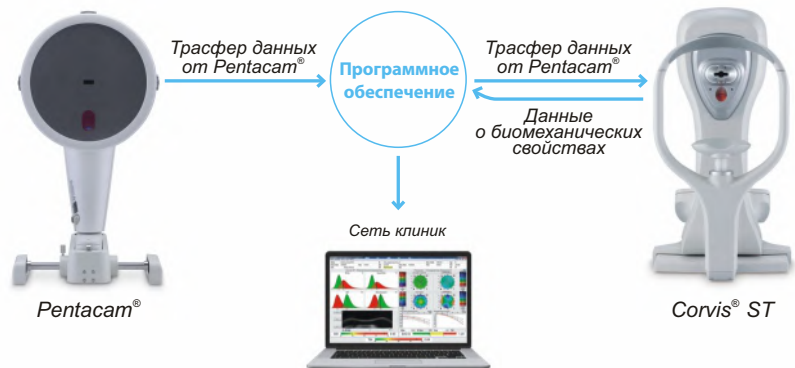 Трасфер данных
от Pentacam®
Программное
обеспечение
Трасфер данных
от Pentacam®
Данные
о биомеханических
свойствах
Сеть клиник
Pentacam®
Corvis® ST